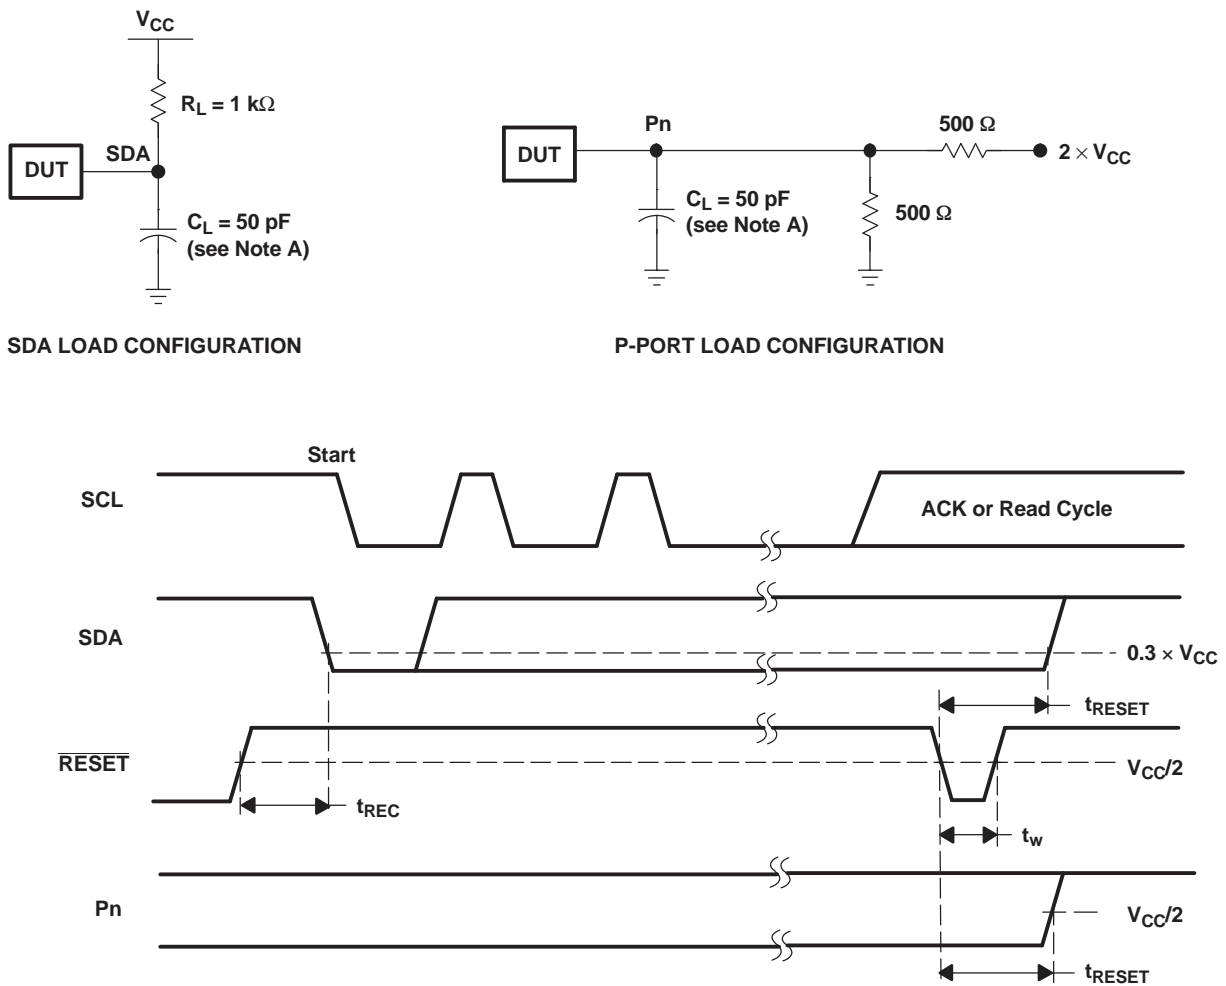 VCC
RL = 1 kΩ
DUT
SDA
CL = 50 pF
(see Note A)
SDA LOAD CONFIGURATION
DUT
Pn
500 Ω
2 × VCC
CL = 50 pF
(see Note A)
500 Ω
P-PORT LOAD CONFIGURATION
Start
SCL
ACK or Read Cycle
SDA
0.3 × VCC
tRESET
RESET
VCC/2
tREC
tw
Pn
VCC/2
tRESET